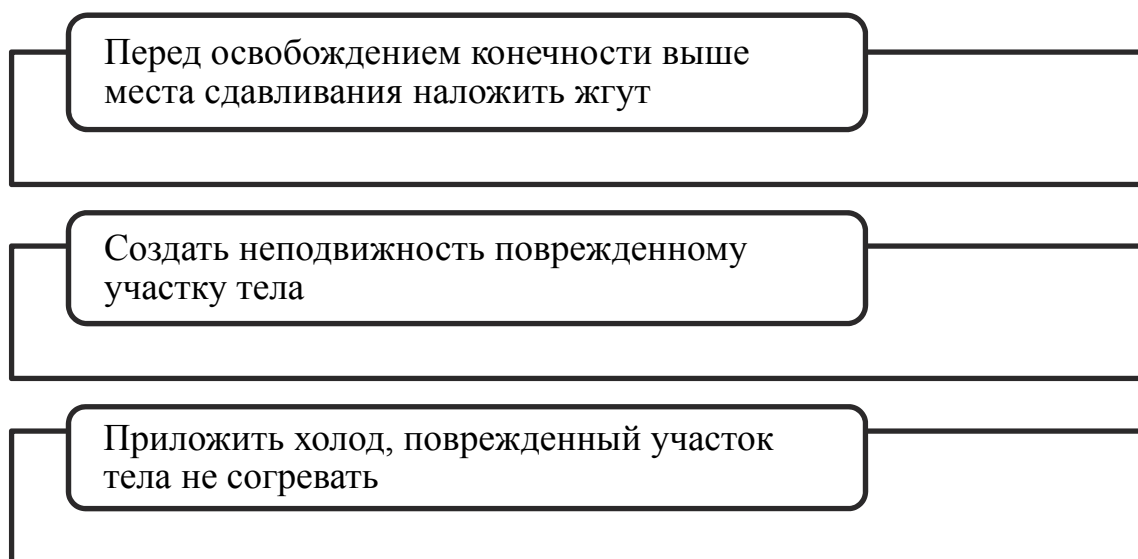 Перед освобождением конечности выше
места сдавливания наложить жгут
Создать неподвижность поврежденному
участку тела
Приложить холод, поврежденный участок
тела не согревать